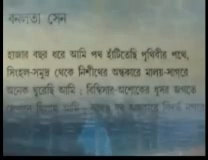 বনলতা সেন
হাজার বছর ধরে আমি পথ হাঁটিতেছি পৃথিবীর পথে,
সিংহল-সমুদ্র থেকে নিশীথের অন্ধকারে মালয়-সাগরে
অনেক ঘুরেছি আমি; বিম্বিসার-অশোকের ধূসর জগতে